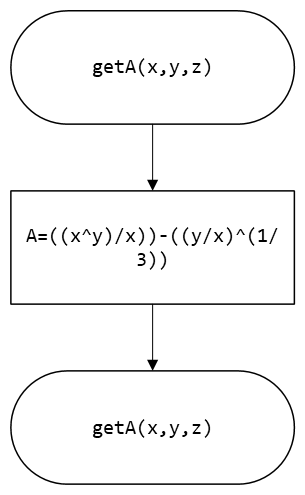 getA(x,y,z)
A=((x^y)/x))-((y/x)^(1/
3))
getA(x,y,z)